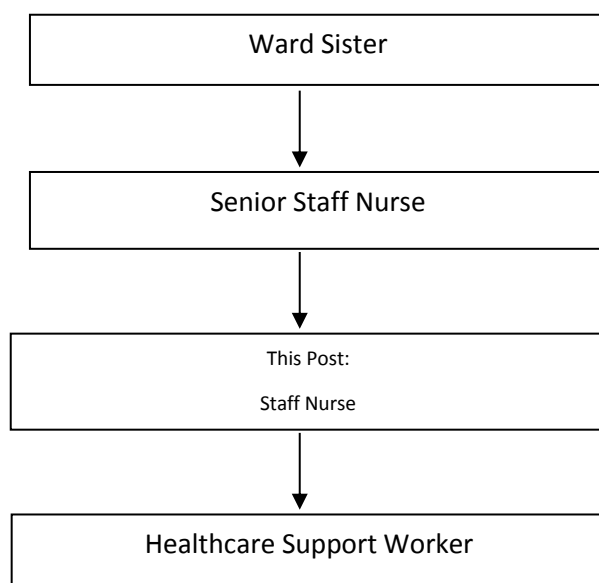 Ward Sister
Senior Staff Nurse
This Post:
Staff Nurse
Healthcare Support Worker